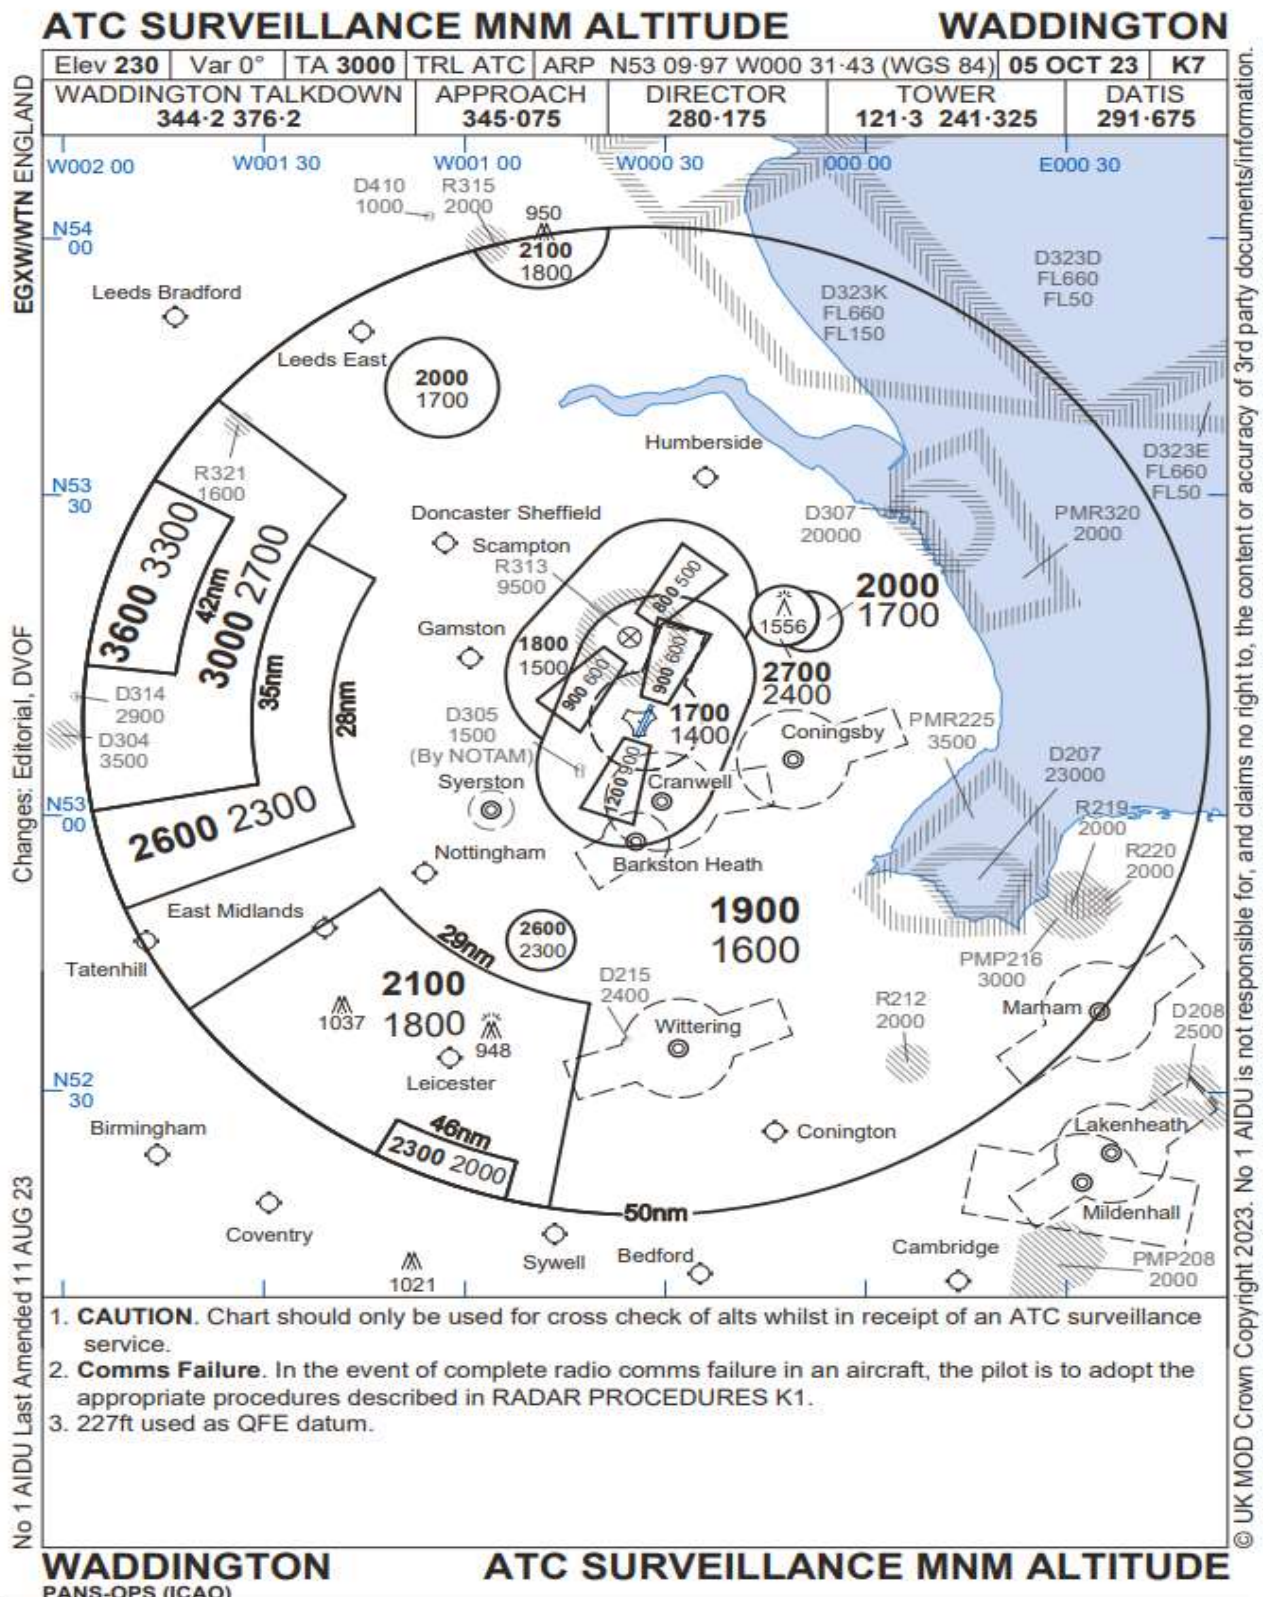 ATC SURVEILLANCE MNM ALTITUDE WADDINGTON
Elev 230 Var 0° TA 3000 TRL ATC ARP N53 09·97 W000 31·43 (WGS 84) 05 OCT 23 K7
WADDINGTON TALKDOWN APPROACH DIRECTOR TOWER DATIS
344·2 376·2 345·075 280·175 121·3 241·325 291·675
EGXW/WTN ENGLAND
Changes: Editorial, DVOF
No 1 AIDU Last Amended 11 AUG 23
© UK MOD Crown Copyright 2023. No 1 AIDU is not responsible for, and claims no right to, the content or accuracy of 3rd party documents/information.
W002 00 W001 30 W001 00 W000 30 000 00 E000 30
D410
1000
R315
2000
950
2100
1800
N54
00
Leeds Bradford
Leeds East
2000
1700
D323K
FL660
FL150
D323D
FL660
FL50
D323E
FL660
FL50
Humberside
R321
1600
N53
30
3600 3300
42nm
3000 2700
35nm
28nm
Doncaster Sheffield
Scampton
R313
9500
D307
20000
PMR320
2000
800 500
2000
1700
1556
2700
2400
Gamston
1800
1500
900 600
900 600
1700
1400
D314
2900
D304
3500
D305
1500
(By NOTAM)
Coningsby
PMR225
3500
D207
23000
Syerston
Cranwell
1200 900
R219
2000
R220
2000
N53
00
2600 2300
Nottingham
Barkston Heath
East Midlands
Tatenhill
2600
2300
1900
1600
29nm
2100
1800
1037
948
Leicester
D215
2400
Wittering
R212
2000
PMP216
3000
Marham
D208
2500
N52
30
Birmingham
46nm
2300 2000
Conington
Lakenheath
Mildenhall
50nm
Coventry
1021
Sywell
Bedford
Cambridge
PMP208
2000
1. CAUTION. Chart should only be used for cross check of alts whilst in receipt of an ATC surveillance
service.
2. Comms Failure. In the event of complete radio comms failure in an aircraft, the pilot is to adopt the
appropriate procedures described in RADAR PROCEDURES K1.
3. 227ft used as QFE datum.
WADDINGTON ATC SURVEILLANCE MNM ALTITUDE
PANS-OPS (ICAO)